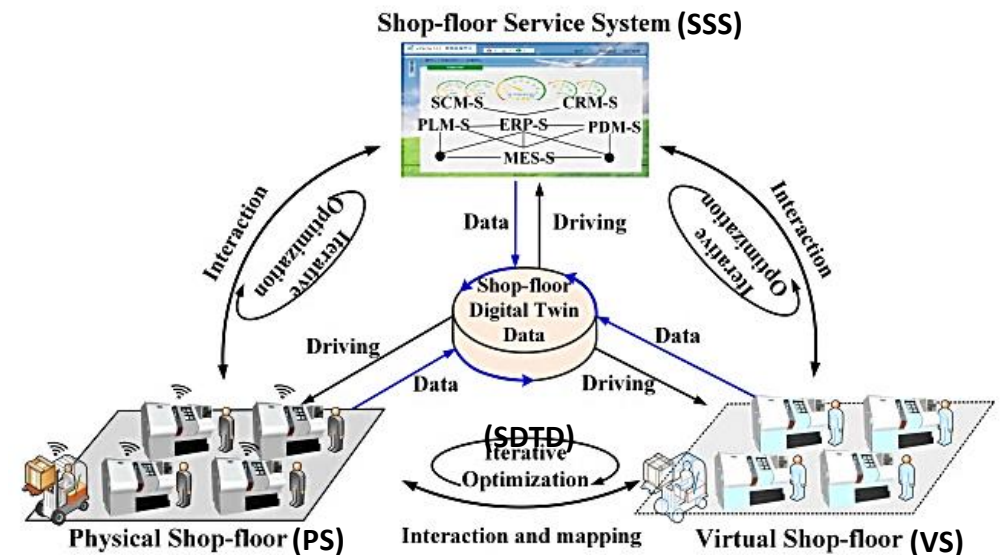 Shop-floor Service System (SSS)
SCM-S CRM-S
PLM-S ERP-S PDM-S
MES-S
Interaction
Iterative
Optimization
Interaction
Iterative
Optimization
Data Driving
Shop-floor
Digital Twin
Data
Driving
Data
Data
Driving
(SDTD)
Iterative
Optimization
Interaction and mapping
Physical Shop-floor (PS)
Virtual Shop-floor (VS)